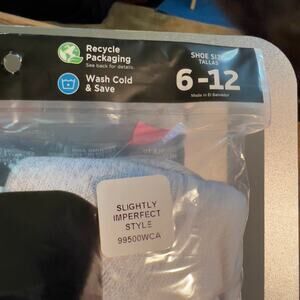 Recycle
Packaging
See back for details.
Wash Cold
& Save
SHOE SIZE
TALLAS
6-12
Made in El Salvador
SLIGHTLY
IMPERFECT
STYLE
99500WCA